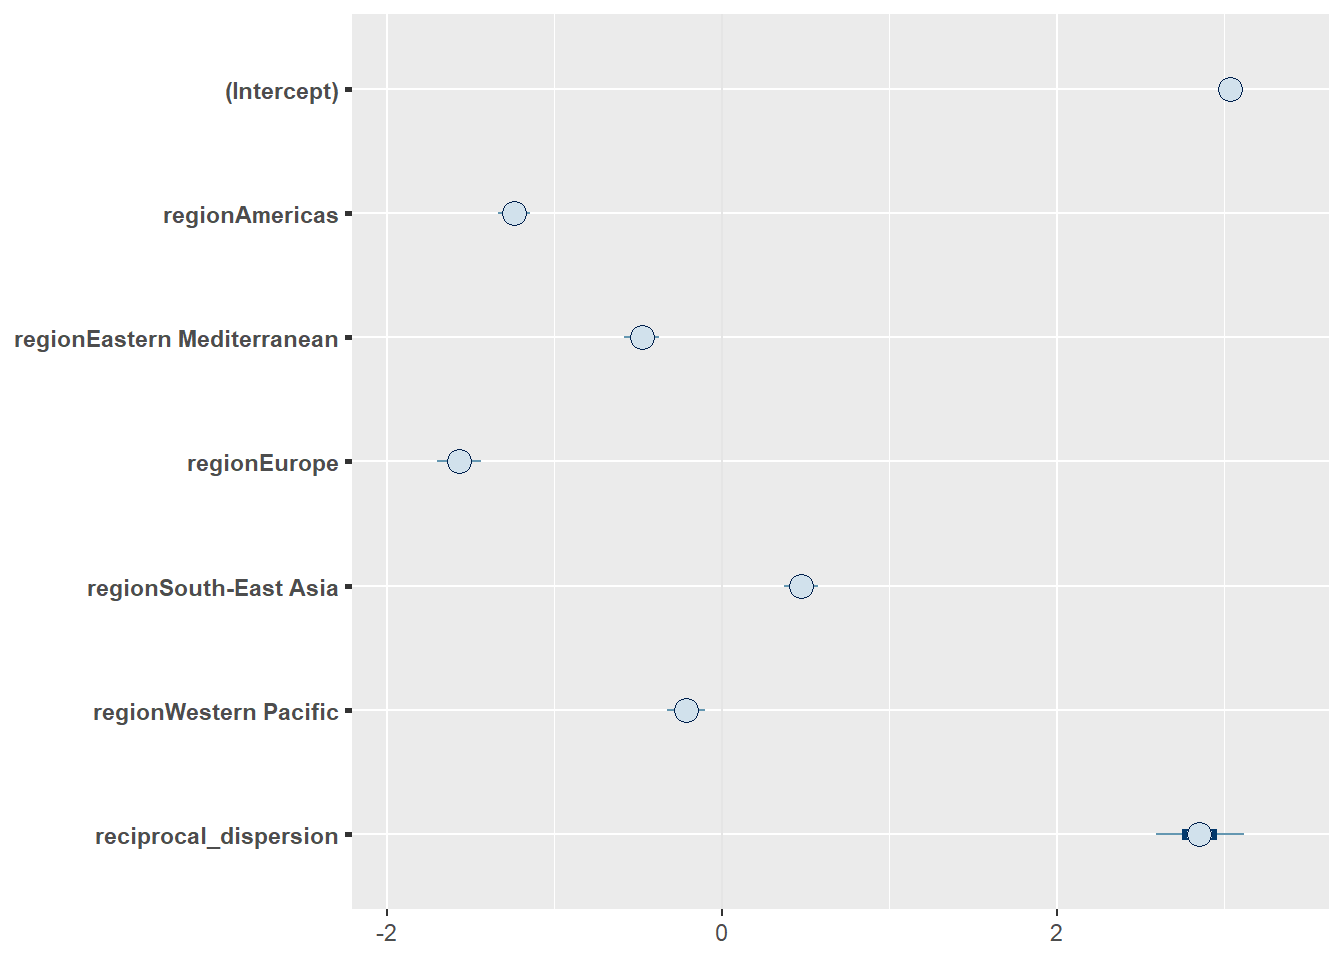 (Intercept)
regionAmericas
regionEastern Mediterranean
regionEurope
regionSouth-East Asia
regionWestern Pacific
reciprocal_dispersion
-2 0 2